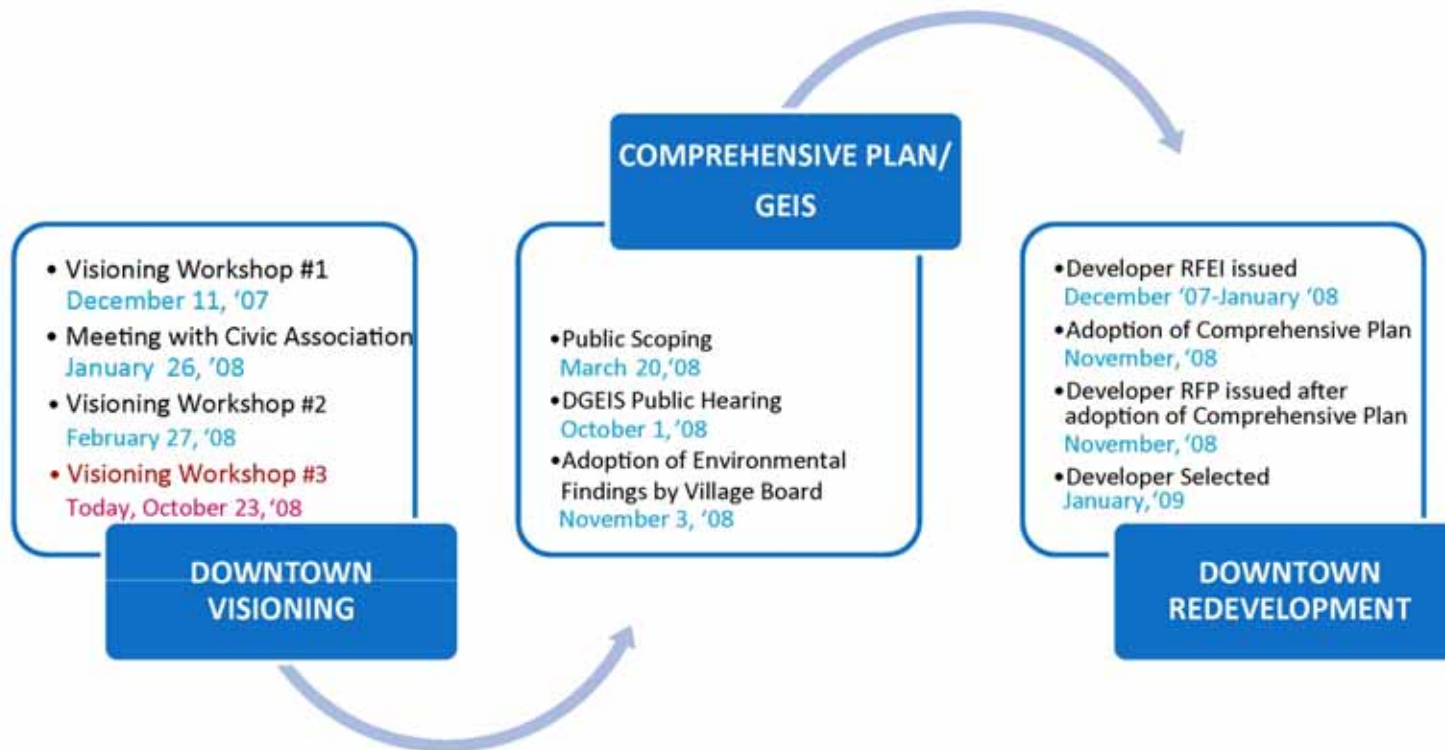 • Visioning Workshop #1
December 11, ‘07
• Meeting with Civic Association
January 26, ’08
• Visioning Workshop #2
February 27, ‘08
• Visioning Workshop #3
Today, October 23, ‘08
DOWNTOWN
VISIONING
COMPREHENSIVE PLAN/
GEIS
•Public Scoping
March 20,‘08
•DGEIS Public Hearing
October 1,‘08
•Adoption of Environmental
Findings by Village Board
November 3, ‘08
•Developer RFEI issued
December ‘07-January ‘08
•Adoption of Comprehensive Plan
November, ‘08
•Developer RFP issued after
adoption of Comprehensive Plan
November, ‘08
•Developer Selected
January,‘09
DOWNTOWN
REDEVELOPMENT